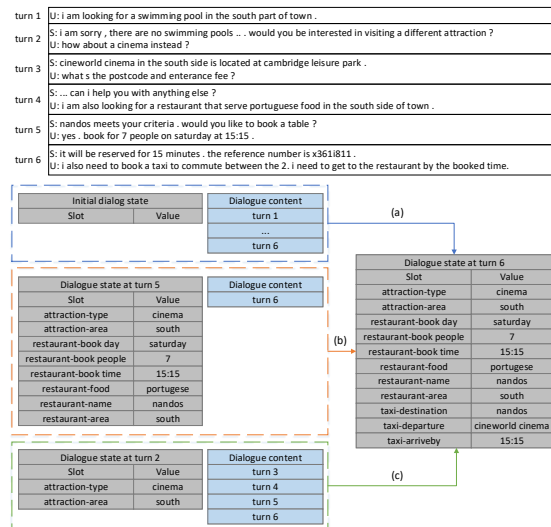 turn 1 U: i am looking for a swimming pool in the south part of town .
turn 2 S: i am sorry , there are no swimming pools .. . would you be interested in visiting a different attraction ?
U: how about a cinema instead ?
turn 3 S: cineworld cinema in the south side is located at cambridge leisure park .
U: what s the postcode and enterance fee ?
turn 4 S: ... can i help you with anything else ?
U: i am also looking for a restaurant that serve portuguese food in the south side of town .
turn 5 S: nandos meets your criteria . would you like to book a table ?
U: yes . book for 7 people on saturday at 15:15 .
turn 6 S: it will be reserved for 15 minutes . the reference number is x361i811 .
U: i also need to book a taxi to commute between the 2. i need to get to the restaurant by the booked time.
Initial dialog state
Slot Value
Dialogue content
turn 1
...
turn 6
(a)
Dialogue state at turn 5
Slot Value
attraction-type cinema
attraction-area south
restaurant-book day saturday
restaurant-book people 7
restaurant-book time 15:15
restaurant-food portugese
restaurant-name nandos
restaurant-area south
Dialogue content
turn 6
(b)
Dialogue state at turn 6
Slot Value
attraction-type cinema
attraction-area south
restaurant-book day saturday
restaurant-book people 7
restaurant-book time 15:15
restaurant-food portugese
restaurant-name nandos
restaurant-area south
taxi-destination nandos
taxi-departure cineworld cinema
taxi-arriveby 15:15
Dialogue state at turn 2
Slot Value
attraction-type cinema
attraction-area south
Dialogue content
turn 3
turn 4
turn 5
turn 6
(c)